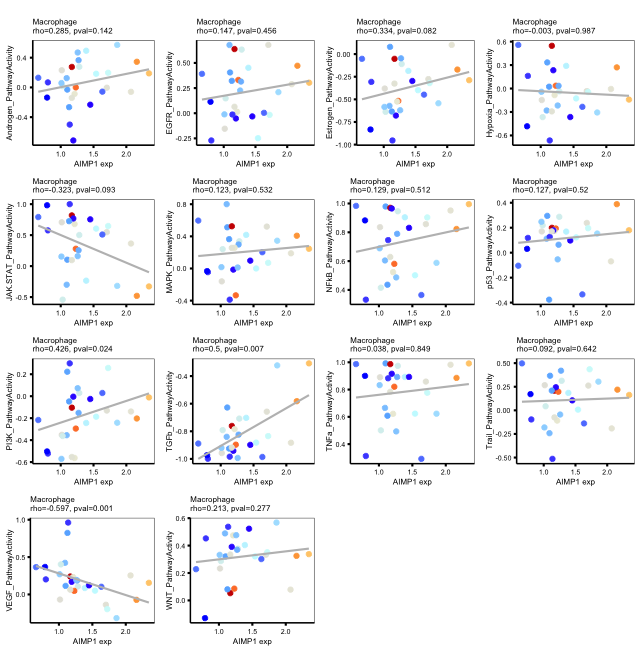 Macrophage
rho=0.285, pval=0.142
Androgen_PathwayActivity
0.4
0.0
-0.4
1.0 1.5 2.0
AIMP1 exp
Macrophage
rho=0.147, pval=0.456
EGFR_PathwayActivity
0.50
0.25
0.00
-0.25
1.0 1.5 2.0
AIMP1 exp
Macrophage
rho=0.334, pval=0.082
Estrogen_PathwayActivity
0.00
-0.25
-0.50
-0.75
-1.00
1.0 1.5 2.0
AIMP1 exp
Macrophage
rho=-0.003, pval=0.987
Hypoxia_PathwayActivity
0.6
0.3
0.0
-0.3
-0.6
1.0 1.5 2.0
AIMP1 exp
Macrophage
rho=-0.323, pval=0.093
JAK.STAT_PathwayActivity
1.0
0.5
0.0
-0.5
1.0 1.5 2.0
AIMP1 exp
Macrophage
rho=0.123, pval=0.532
MAPK_PathwayActivity
0.8
0.4
0.0
-0.4
1.0 1.5 2.0
AIMP1 exp
Macrophage
rho=0.129, pval=0.512
NFkB_PathwayActivity
1.0
0.8
0.6
0.4
1.0 1.5 2.0
AIMP1 exp
Macrophage
rho=0.127, pval=0.52
p53_PathwayActivity
0.4
0.2
0.0
-0.2
-0.4
1.0 1.5 2.0
AIMP1 exp
Macrophage
rho=0.426, pval=0.024
PI3K_PathwayActivity
0.2
0.0
-0.2
-0.4
-0.6
1.0 1.5 2.0
AIMP1 exp
Macrophage
rho=0.5, pval=0.007
TGFb_PathwayActivity
-0.4
-0.6
-0.8
-1.0
1.0 1.5 2.0
AIMP1 exp
Macrophage
rho=0.038, pval=0.849
TNFa_PathwayActivity
1.0
0.8
0.6
0.4
1.0 1.5 2.0
AIMP1 exp
Macrophage
rho=0.092, pval=0.642
Trail_PathwayActivity
0.50
0.25
0.00
-0.25
-0.50
1.0 1.5 2.0
AIMP1 exp
Macrophage
rho=-0.597, pval=0.001
VEGF_PathwayActivity
1.0
0.5
0.0
1.0 1.5 2.0
AIMP1 exp
Macrophage
rho=0.213, pval=0.277
WNT_PathwayActivity
0.6
0.4
0.2
0.0
1.0 1.5 2.0
AIMP1 exp